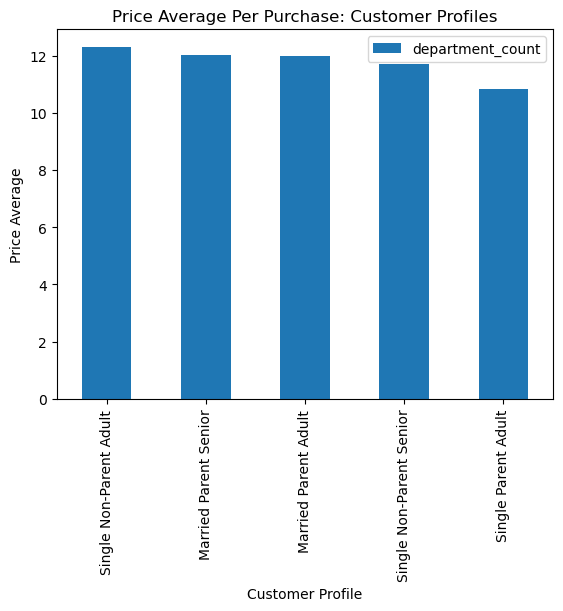 Price Average Per Purchase: Customer Profiles
department_count
Price Average
12
10
8
6
4
2
0
Single Non-Parent Adult
Married Parent Senior
Married Parent Adult
Single Non-Parent Senior
Single Parent Adult
Customer Profile